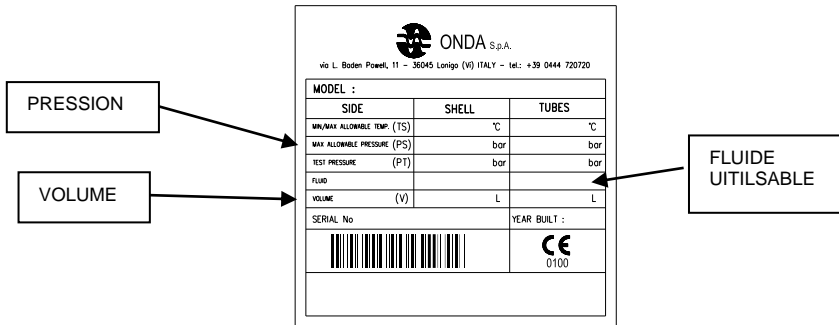 ONDA S.p.A.
via L. Baden Powell, 11 - 36045 Lonigo (Vi) ITALY - tel.: +39 0444 720720
MODEL :
SIDE SHELL TUBES
MIN/MAX ALLOWABLE TEMP. (TS) °C °C
MAX ALLOWABLE PRESSURE (PS) bar bar
TEST PRESSURE (PT) bar bar
FLUID
VOLUME (V) L L
SERIAL No YEAR BUILT :
CE
0100
PRESSION
VOLUME
FLUIDE
UITILSABLE